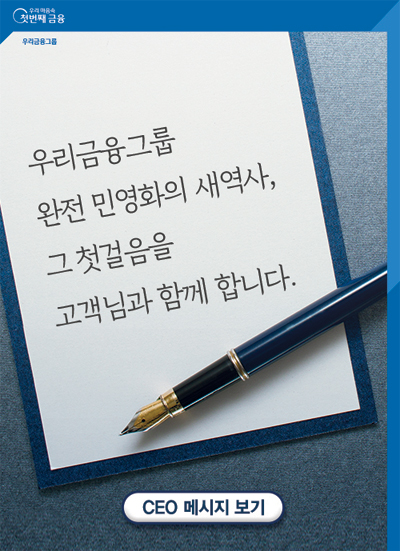 우리 마음속
첫번째 금융
우리금융그룹
우리금융그룹
완전 민영화의 새역사,
그 첫걸음을
고객님과 함께 합니다.
CEO 메시지 보기